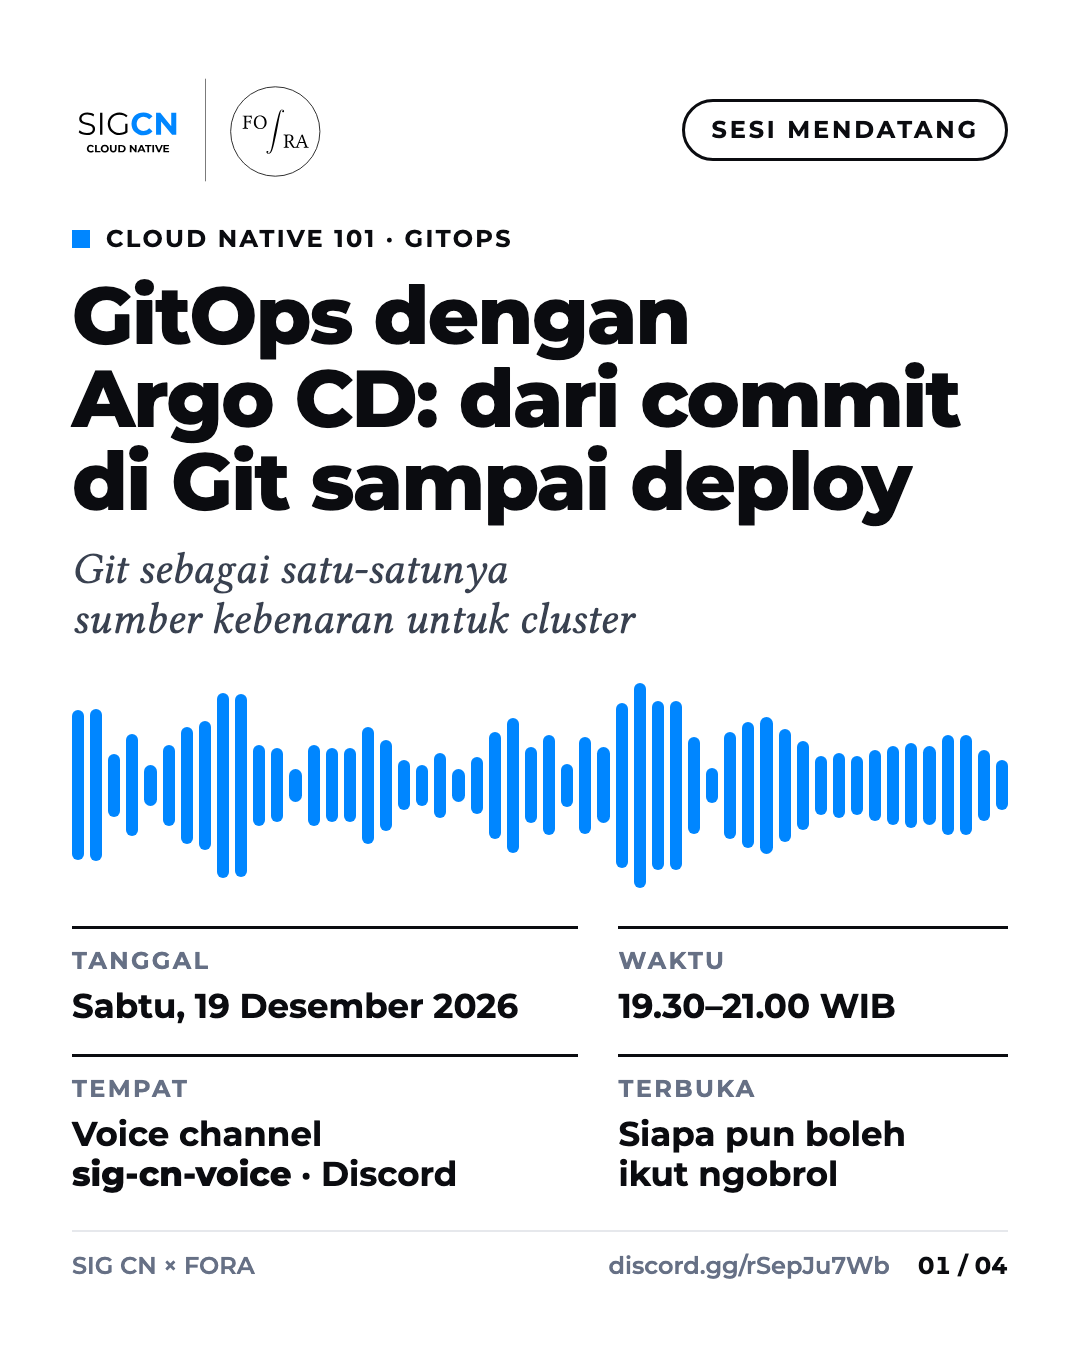 SIGCN
CLOUD NATIVE
FO
RA
SESI MENDATANG
CLOUD NATIVE 101 · GITOPS
GitOps dengan
Argo CD: dari commit
di Git sampai deploy
Git sebagai satu-satunya
sumber kebenaran untuk cluster
TANGGAL
Sabtu, 19 Desember 2026
WAKTU
19.30–21.00 WIB
TEMPAT
Voice channel
sig-cn-voice · Discord
TERBUKA
Siapa pun boleh
ikut ngobrol
SIG CN × FORA
discord.gg/rSepJu7Wb
01 / 04